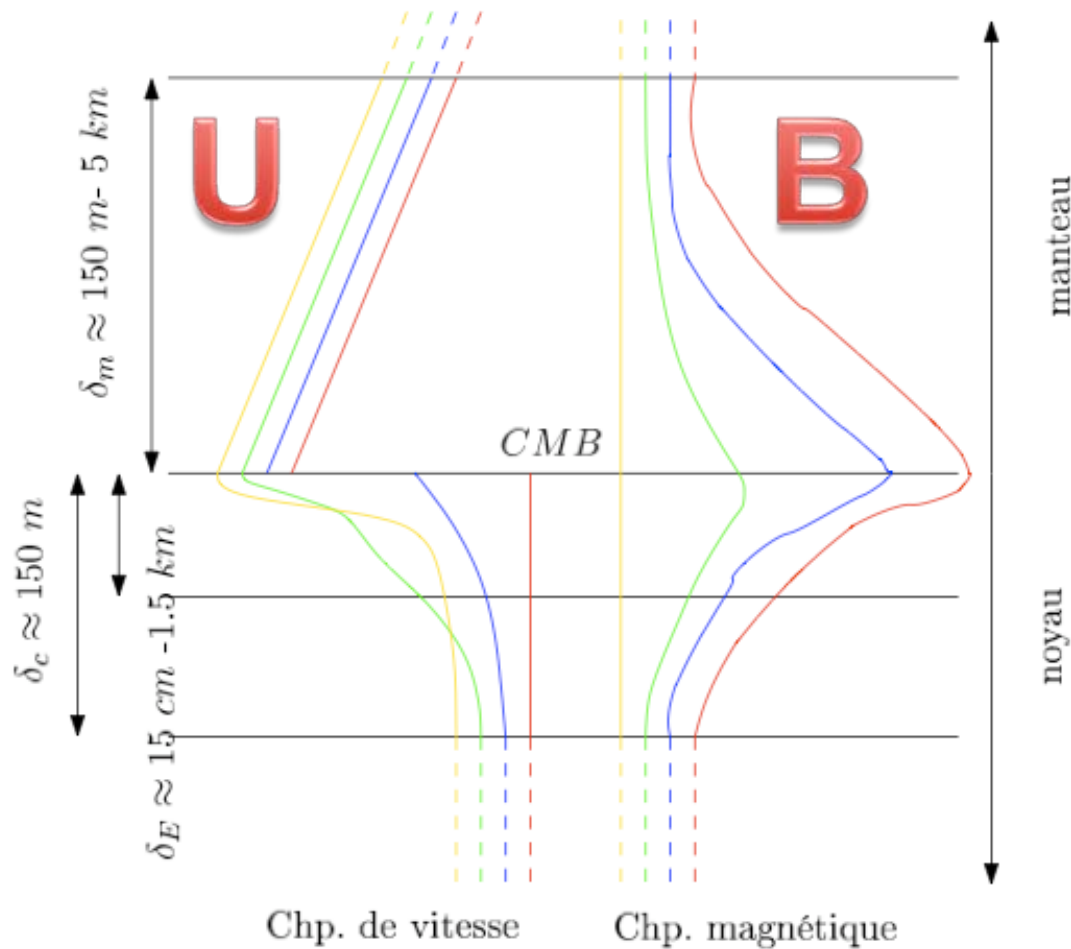 U
B
δm ≈ 150 m- 5 km
manteau
CMB
δc ≈ 150 m
δE ≈ 15 cm -1.5 km
noyau
Chp. de vitesse
Chp. magnétique